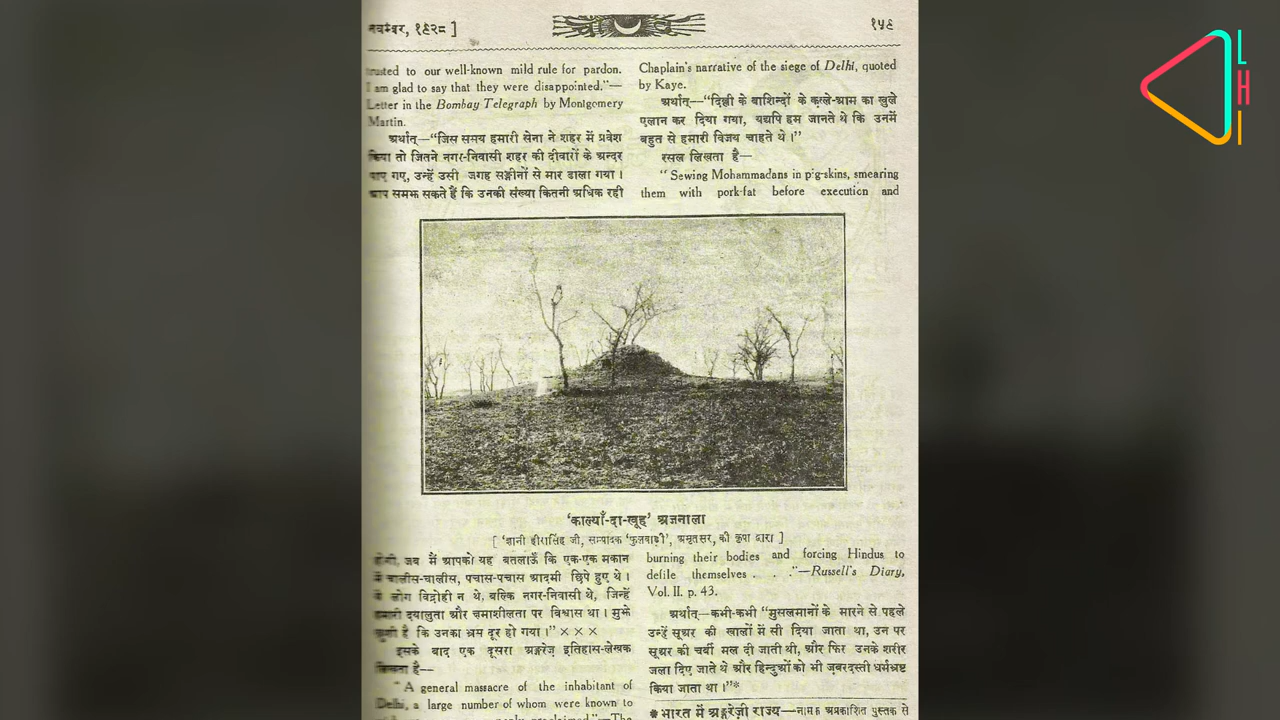 नवम्बर, १९२८ ]
१५९
trusted to our well-known mild rule for pardon.
I am glad to say that they were disappointed."—
Letter in the Bombay Telegraph by Montgomery
Martin.
अर्थात्—"जिस समय हमारी सेना ने शहर में प्रवेश
किया तो जितने नगर-निवासी शहर की दीवारों के अन्दर
पाए गए, उन्हें उसी जगह सङ्गीनों से मार डाला गया।
आप समझ सकते हैं कि उनकी संख्या कितनी अधिक रही
Chaplain's narrative of the siege of Delhi, quoted
by Kaye.
अर्थात्—"दिल्ली के बाशिन्दों के क़त्ले-आम का खुले
एलान कर दिया गया, यद्यपि हम जानते थे कि उनमें
बहुत से हमारी विजय चाहते थे।"
रसल लिखता है—
"Sewing Mohammadans in pig-skins, smearing
them with pork-fat before execution and
'काल्याँ-दा-खूह' अजनाला
[ 'ज्ञानी हीरासिंह जी, सम्पादक 'फुलवाड़ी', अमृतसर, की कृपा द्वारा ]
होगी, जब मैं आपको यह बतलाऊँ कि एक-एक मकान
में चालीस-चालीस, पचास-पचास आदमी छिपे हुए थे।
ये लोग विद्रोही न थे, बल्कि नगर-निवासी थे, जिन्हें
हमारी दयालुता और क्षमाशीलता पर विश्वास था। मुझे
खुशी है कि उनका भ्रम दूर हो गया।" × × ×
इसके बाद एक दूसरा अङ्गरेज़ इतिहास-लेखक
लिखता है—
"A general massacre of the inhabitant of
Delhi, a large number of whom were known to
burning their bodies and forcing Hindus to
defile themselves . . ."—Russell's Diary,
Vol. II. p. 43.
अर्थात्—कभी-कभी "मुसलमानों के मारने से पहले
उन्हें सूअर की खालों में सी दिया जाता था, उन पर
सूअर की चर्बी मल दी जाती थी, और फिर उनके शरीर
जला दिए जाते थे और हिन्दुओं को भी ज़बरदस्ती धर्मभ्रष्ट
किया जाता था।"*
* भारत में अङ्गरेज़ी राज्य—नामक अप्रकाशित पुस्तक से
LHI